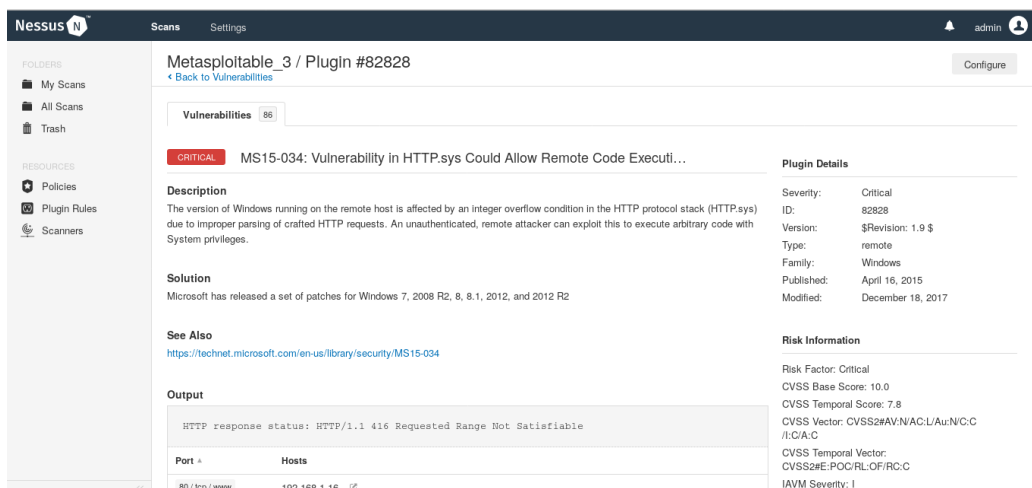 Nessus N
Scans
Settings
admin
FOLDERS
My Scans
All Scans
Trash
RESOURCES
Policies
Plugin Rules
Scanners
Metasploitable_3 / Plugin #82828
Back to Vulnerabilities
Configure
Vulnerabilities 86
CRITICAL MS15-034: Vulnerability in HTTP.sys Could Allow Remote Code Executi…
Description
The version of Windows running on the remote host is affected by an integer overflow condition in the HTTP protocol stack (HTTP.sys)
due to improper parsing of crafted HTTP requests. An unauthenticated, remote attacker can exploit this to execute arbitrary code with
System privileges.
Solution
Microsoft has released a set of patches for Windows 7, 2008 R2, 8, 8.1, 2012, and 2012 R2
See Also
https://technet.microsoft.com/en-us/library/security/MS15-034
Output
HTTP response status: HTTP/1.1 416 Requested Range Not Satisfiable
Port Hosts
80 / tcp / www 192.168.1.16
Plugin Details
Severity: Critical
ID: 82828
Version: $Revision: 1.9 $
Type: remote
Family: Windows
Published: April 16, 2015
Modified: December 18, 2017
Risk Information
Risk Factor: Critical
CVSS Base Score: 10.0
CVSS Temporal Score: 7.8
CVSS Vector: CVSS2#AV:N/AC:L/Au:N/C:C
/I:C/A:C
CVSS Temporal Vector:
CVSS2#E:POC/RL:OF/RC:C
IAVM Severity: I